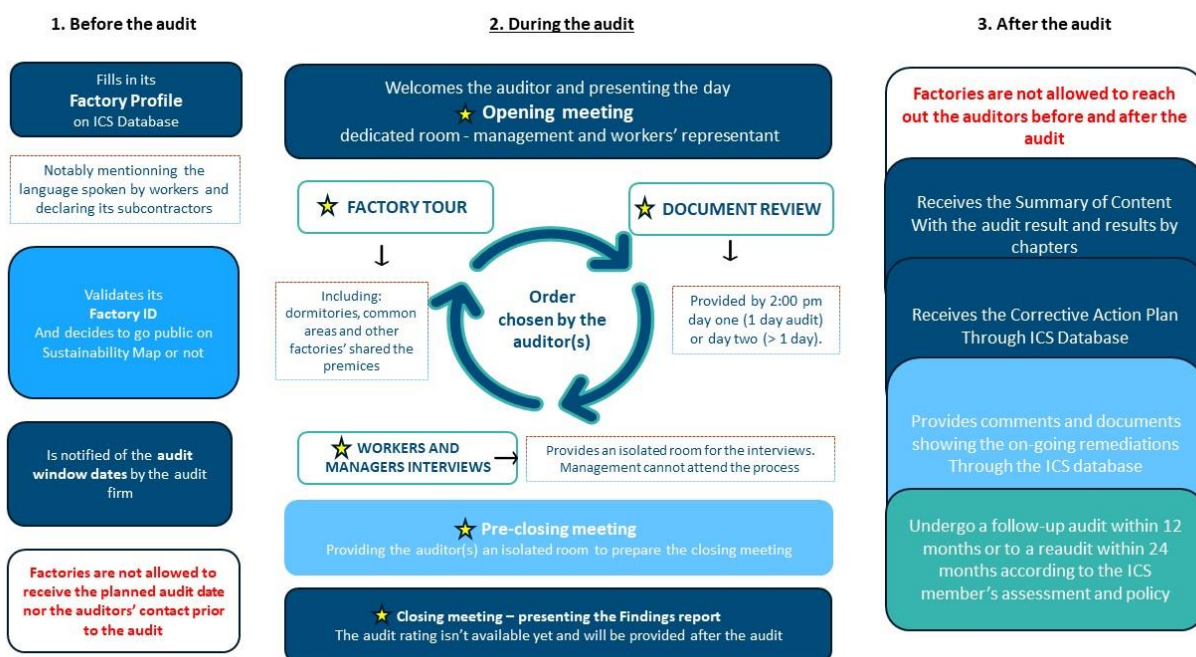 1. Before the audit
Fills in its
Factory Profile
on ICS Database
Notably mentionning the
language spoken by workers and
declaring its subcontractors
Validates its
Factory ID
And decides to go public on
Sustainability Map or not
Is notified of the audit
window dates by the audit
firm
Factories are not allowed to
receive the planned audit date
nor the auditors' contact prior
to the audit
2. During the audit
Welcomes the auditor and presenting the day
Opening meeting
dedicated room - management and workers' representant
FACTORY TOUR
DOCUMENT REVIEW
Including:
dormitories, common
areas and other
factories' shared the
premices
Order
chosen by the
auditor(s)
Provided by 2:00 pm
day one (1 day audit)
or day two (> 1 day).
WORKERS AND
MANAGERS INTERVIEWS
Provides an isolated room for the interviews.
Management cannot attend the process
Pre-closing meeting
Providing the auditor(s) an isolated room to prepare the closing meeting
Closing meeting – presenting the Findings report
The audit rating isn't available yet and will be provided after the audit
3. After the audit
Factories are not allowed to reach
out the auditors before and after the
audit
Receives the Summary of Content
With the audit result and results by
chapters
Receives the Corrective Action Plan
Through ICS Database
Provides comments and documents
showing the on-going remediations
Through the ICS database
Undergo a follow-up audit within 12
months or to a reaudit within 24
months according to the ICS
member's assessment and policy